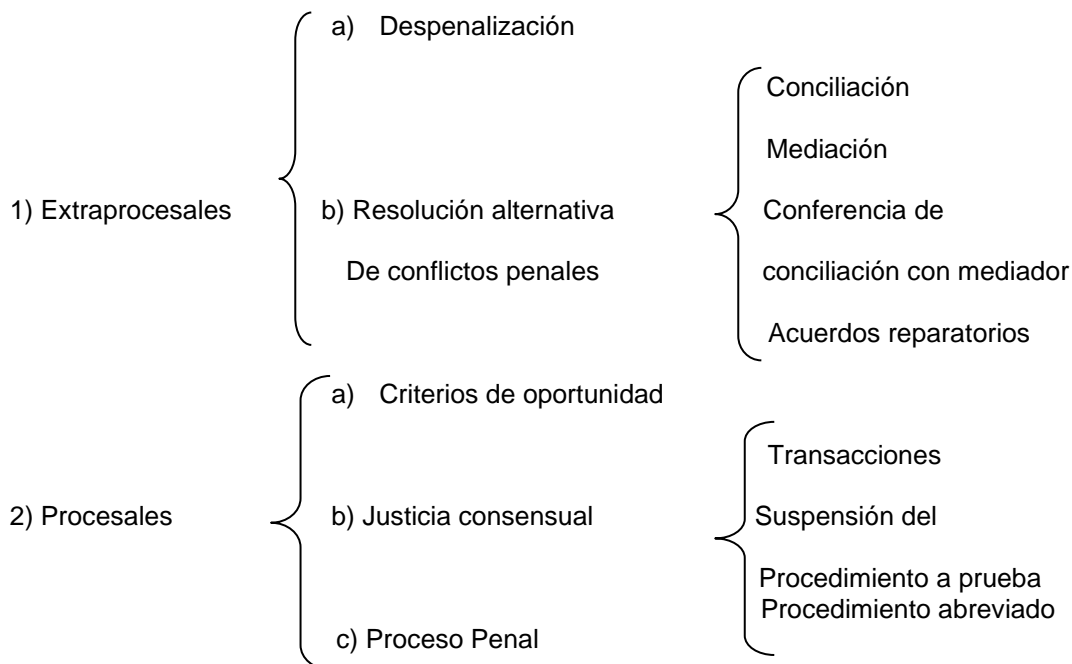 1) Extraprocesales
a) Despenalización
b) Resolución alternativa
De conflictos penales
Conciliación
Mediación
Conferencia de
conciliación con mediador
Acuerdos reparatorios
2) Procesales
a) Criterios de oportunidad
b) Justicia consensual
Transacciones
Suspensión del
Procedimiento a prueba
Procedimiento abreviado
c) Proceso Penal